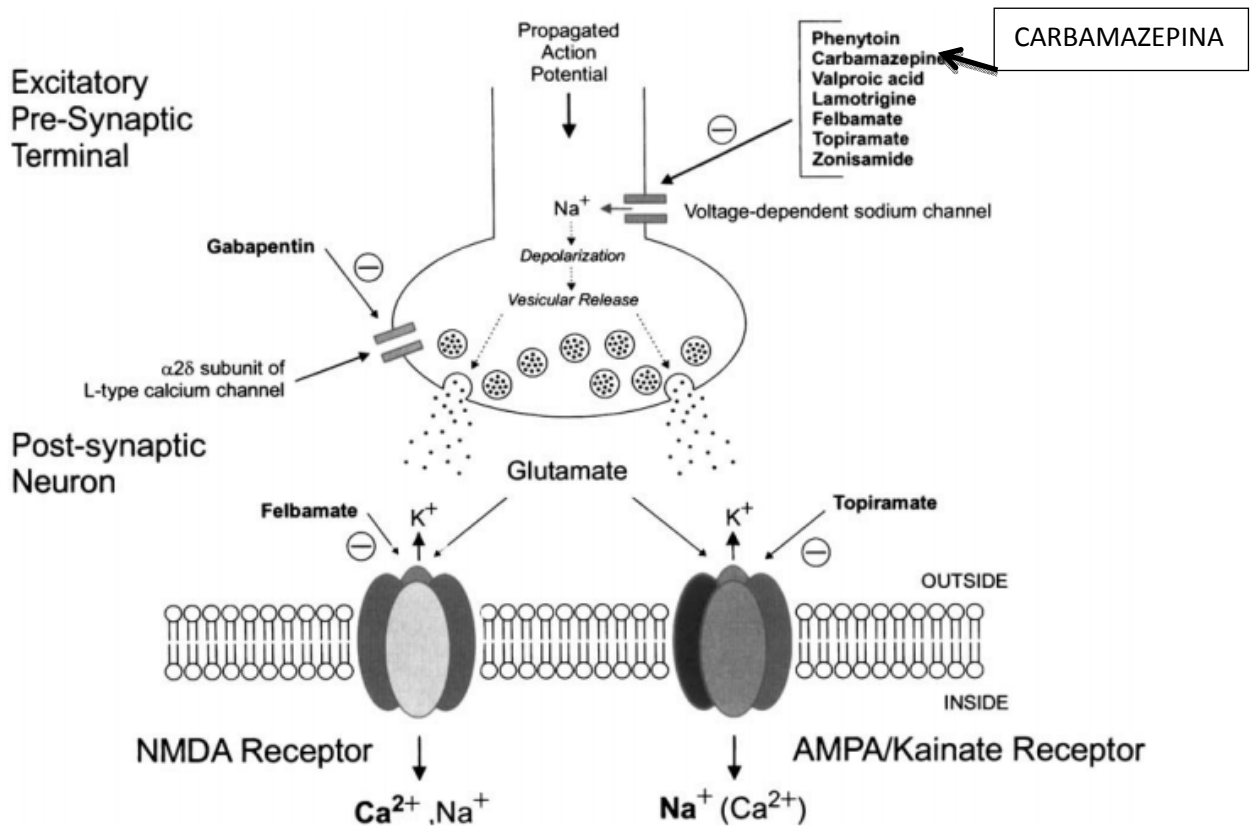 Propagated
Action
Potential
CARBAMAZEPINA
Phenytoin
Carbamazepine
Valproic acid
Lamotrigine
Felbamate
Topiramate
Zonisamide
Excitatory
Pre-Synaptic
Terminal
Na+
Voltage-dependent sodium channel
Depolarization
Gabapentin
Vesicular Release
α2δ subunit of
L-type calcium channel
Post-synaptic
Neuron
Glutamate
Felbamate
K+
K+
Topiramate
OUTSIDE
INSIDE
NMDA Receptor
AMPA/Kainate Receptor
Ca2+ ,Na+
Na+ (Ca2+)